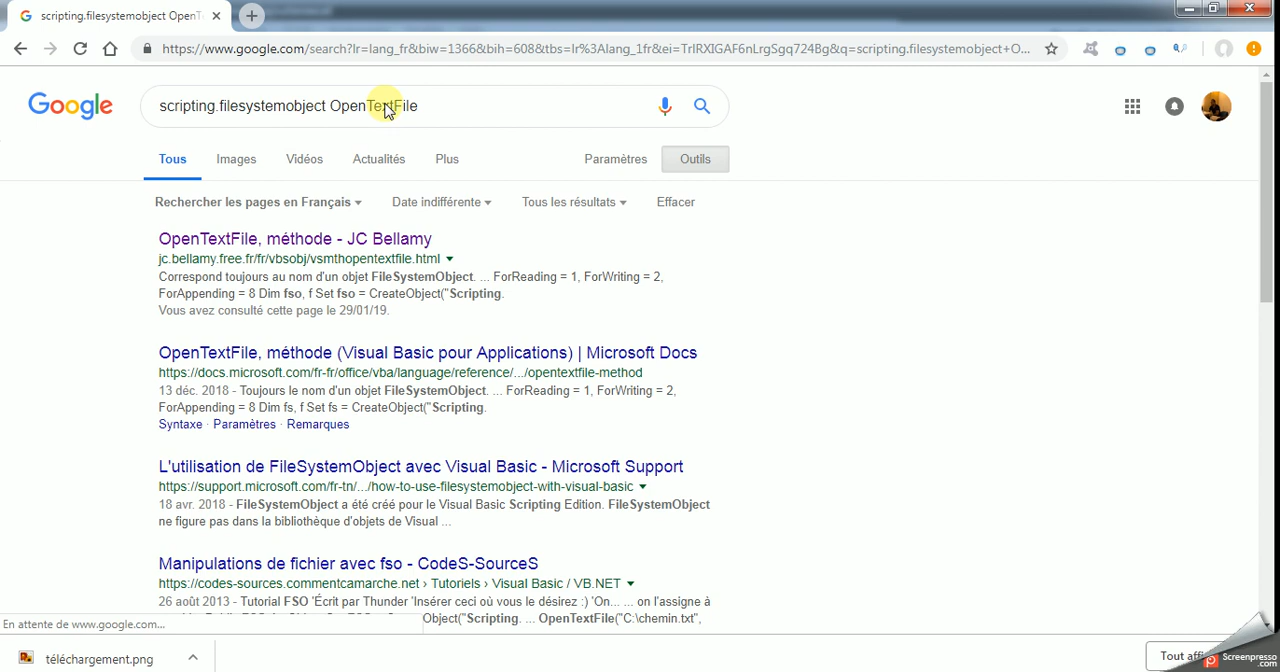 scripting.filesystemobject OpenT
https://www.google.com/search?lr=lang_fr&biw=1366&bih=608&tbs=lr%3Alang_1fr&ei=TrIRXIGAF6nLrgSgq724Bg&q=scripting.filesystemobject+O...
Google
scripting.filesystemobject OpenTextFile
Tous Images Vidéos Actualités Plus Paramètres Outils
Rechercher les pages en Français Date indifférente Tous les résultats Effacer
OpenTextFile, méthode - JC Bellamy
jc.bellamy.free.fr/fr/vbsobj/vsmthopentextfile.html
Correspond toujours au nom d'un objet FileSystemObject. ... ForReading = 1, ForWriting = 2,
ForAppending = 8 Dim fso, f Set fso = CreateObject("Scripting.
Vous avez consulté cette page le 29/01/19.
OpenTextFile, méthode (Visual Basic pour Applications) | Microsoft Docs
https://docs.microsoft.com/fr-fr/office/vba/language/reference/.../opentextfile-method
13 déc. 2018 - Toujours le nom d'un objet FileSystemObject. ... ForReading = 1, ForWriting = 2,
ForAppending = 8 Dim fs, f Set fs = CreateObject("Scripting.
Syntaxe · Paramètres · Remarques
L'utilisation de FileSystemObject avec Visual Basic - Microsoft Support
https://support.microsoft.com/fr-tn/.../how-to-use-filesystemobject-with-visual-basic
18 avr. 2018 - FileSystemObject a été créé pour le Visual Basic Scripting Edition. FileSystemObject
ne figure pas dans la bibliothèque d'objets de Visual ...
Manipulations de fichier avec fso - CodeS-SourceS
https://codes-sources.commentcamarche.net › Tutoriels › Visual Basic / VB.NET
26 août 2013 - Tutorial FSO 'Écrit par Thunder 'Insérer ceci où vous le désirez :) 'On... ... on l'assigne à
Object("Scripting. ... OpenTextFile("C:\chemin.txt",
En attente de www.google.com...
téléchargement.png
Tout aff
Screenpresso
.com